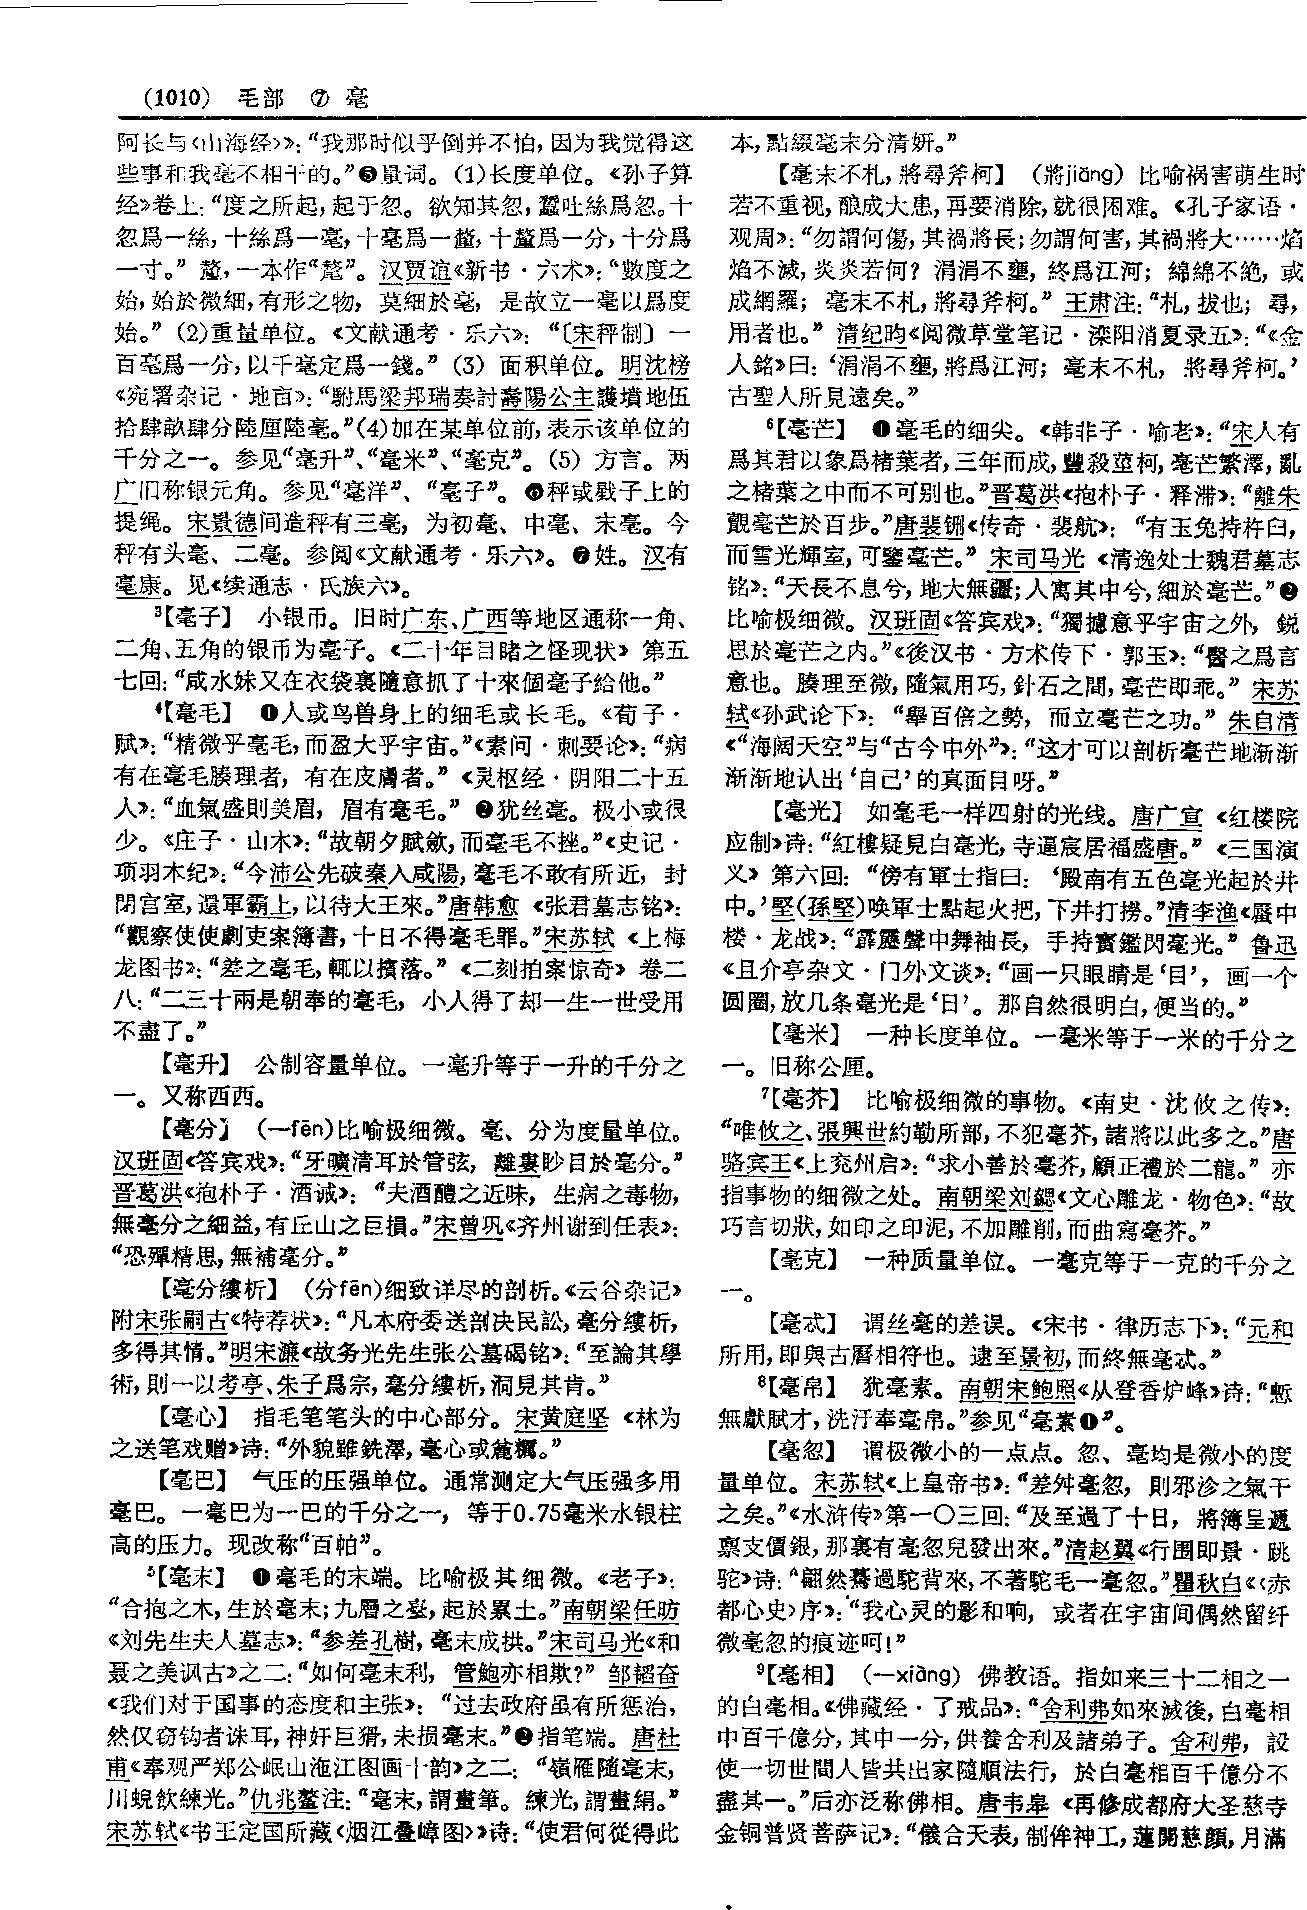 (1010) 毛部 ⑦ 毫
阿长与〈山海经〉》：“我那时似乎倒并不怕，因为我觉得这
些事和我毫不相干的。”❺量词。(1)长度单位。《孙子算
经》卷上：“度之所起，起于忽。欲知其忽，蠶吐絲爲忽。十
忽爲一絲，十絲爲一毫，十毫爲一釐，十釐爲一分，十分爲
一寸。”釐，一本作“氂”。汉贾谊《新书·六术》：“數度之
始，始於微細，有形之物，莫細於毫，是故立一毫以爲度
始。”(2)重量单位。《文献通考·乐六》：“〔宋秤制〕一
百毫爲一分，以千毫定爲一錢。”(3) 面积单位。明沈榜
《宛署杂记·地亩》：“駙馬梁邦瑞奏討壽陽公主護墳地伍
拾肆畝肆分陸厘陸毫。”(4)加在某单位前，表示该单位的
千分之一。参见“毫升”、“毫米”、“毫克”。(5) 方言。两
广旧称银元角。参见“毫洋”、“毫子”。❻秤或戥子上的
提绳。宋景德间造秤有三毫，为初毫、中毫、末毫。今
秤有头毫、二毫。参阅《文献通考·乐六》。❼姓。汉有
毫康。见《续通志·氏族六》。
³【毫子】 小银币。旧时广东、广西等地区通称一角、
二角、五角的银币为毫子。《二十年目睹之怪现状》第五
七回：“咸水妹又在衣袋裏隨意抓了十來個毫子給他。”
⁴【毫毛】 ❶人或鸟兽身上的细毛或长毛。《荀子·
赋》：“精微乎毫毛，而盈大乎宇宙。”《素问·刺要论》：“病
有在毫毛腠理者，有在皮膚者。”《灵枢经·阴阳二十五
人》：“血氣盛則美眉，眉有毫毛。”❷犹丝毫。极小或很
少。《庄子·山木》：“故朝夕賦斂，而毫毛不挫。”《史记·
项羽本纪》：“今沛公先破秦入咸陽，毫毛不敢有所近，封
閉宫室，還軍霸上，以待大王來。”唐韩愈《张君墓志铭》：
“觀察使使劇吏案簿書，十日不得毫毛罪。”宋苏轼《上梅
龙图书》：“差之毫毛，輒以擯落。”《二刻拍案惊奇》卷二
八：“二三十兩是朝奉的毫毛，小人得了却一生一世受用
不盡了。”
【毫升】 公制容量单位。一毫升等于一升的千分之
一。又称西西。
【毫分】 （一fēn）比喻极细微。毫、分为度量单位。
汉班固《答宾戏》：“牙曠清耳於管弦，離婁眇目於毫分。”
晋葛洪《抱朴子·酒诫》：“夫酒醴之近味，生病之毒物，
無毫分之細益，有丘山之巨損。”宋曾巩《齐州谢到任表》：
“恐殫精思，無補毫分。”
【毫分缕析】 （分fēn）细致详尽的剖析。《云谷杂记》
附宋张嗣古《特荐状》：“凡本府委送剖决民訟，毫分缕析，
多得其情。”明宋濂《故务光先生张公墓碣铭》：“至論其學
術，則一以考亭、朱子爲宗，毫分缕析，洞見其肯。”
【毫心】 指毛笔笔头的中心部分。宋黄庭坚《林为
之送笔戏赠》诗：“外貌雖銑澤，毫心或麄糲。”
【毫巴】 气压的压强单位。通常测定大气压强多用
毫巴。一毫巴为一巴的千分之一，等于0.75毫米水银柱
高的压力。现改称“百帕”。
⁵【毫末】 ❶毫毛的末端。比喻极其细微。《老子》：
“合抱之木，生於毫末；九層之臺，起於累土。”南朝梁任昉
《刘先生夫人墓志》：“参差孔樹，毫末成拱。”宋司马光《和
聂之美讽古》之二：“如何毫末利，管鮑亦相欺？”邹韬奋
《我们对于国事的态度和主张》：“过去政府虽有所惩治，
然仅窃钩者诛耳，神奸巨猾，未损毫末。”❷指笔端。唐杜
甫《奉观严郑公岷山沲江图画十韵》之二：“嶺雁隨毫末，
川蜺飲練光。”仇兆鳌注：“毫末，謂畫筆。練光，謂畫絹。”
宋苏轼《书王定国所藏〈烟江叠嶂图〉》诗：“使君何從得此
本，點綴毫末分清妍。”
【毫末不札，將尋斧柯】 （將jiāng）比喻祸害萌生时
若不重视，酿成大患，再要消除，就很困难。《孔子家语·
观周》：“勿謂何傷，其禍將長；勿謂何害，其禍將大……焰
焰不滅，炎炎若何？涓涓不壅，終爲江河；綿綿不絶，或
成網羅；毫末不札，將尋斧柯。”王肃注：“札，拔也；尋，
用者也。”清纪昀《阅微草堂笔记·滦阳消夏录五》：“《金
人銘》曰：‘涓涓不壅，將爲江河；毫末不札，將尋斧柯。’
古聖人所見遠矣。”
⁶【毫芒】 ❶毫毛的细尖。《韩非子·喻老》：“宋人有
爲其君以象爲楮葉者，三年而成，豐殺莖柯，毫芒繁澤，亂
之楮葉之中而不可别也。”晋葛洪《抱朴子·释滞》：“離朱
覿毫芒於百步。”唐裴铏《传奇·裴航》：“有玉兔持杵臼，
而雪光輝室，可鑒毫芒。”宋司马光《清逸处士魏君墓志
铭》：“天長不息兮，地大無疆；人寓其中兮，細於毫芒。”❷
比喻极细微。汉班固《答宾戏》：“獨攄意乎宇宙之外，銳
思於毫芒之内。”《後汉书·方术传下·郭玉》：“醫之爲言
意也。腠理至微，隨氣用巧，針石之間，毫芒即乖。”宋苏
轼《孙武论下》：“舉百倍之勢，而立毫芒之功。”朱自清
《“海阔天空”与“古今中外”》：“这才可以剖析毫芒地渐渐
渐渐地认出‘自己’的真面目呀。”
【毫光】 如毫毛一样四射的光线。唐广宣《红楼院
应制》诗：“紅樓疑見白毫光，寺逼宸居福盛唐。”《三国演
义》第六回：“傍有軍士指曰：‘殿南有五色毫光起於井
中。’堅（孫堅）唤軍士點起火把，下井打撈。”清李渔《蜃中
楼·龙战》：“霹靂聲中舞袖長，手持寶鑑閃毫光。”鲁迅
《且介亭杂文·门外文谈》：“画一只眼睛是‘目’，画一个
圆圈，放几条毫光是‘日’。那自然很明白，便当的。”
【毫米】 一种长度单位。一毫米等于一米的千分之
一。旧称公厘。
⁷【毫芥】 比喻极细微的事物。《南史·沈攸之传》：
“唯攸之、張興世約勒所部，不犯毫芥，諸將以此多之。”唐
骆宾王《上兖州启》：“求小善於毫芥，顧正禮於二龍。”亦
指事物的细微之处。南朝梁刘勰《文心雕龙·物色》：“故
巧言切狀，如印之印泥，不加雕削，而曲寫毫芥。”
【毫克】 一种质量单位。一毫克等于一克的千分之
一。
【毫忒】 谓丝毫的差误。《宋书·律历志下》：“元和
所用，即與古曆相符也。逮至景初，而終無毫忒。”
⁸【毫帛】 犹毫素。南朝宋鲍照《从登香炉峰》诗：“慙
無獻賦才，洗汙奉毫帛。”参见“毫素❶”。
【毫忽】 谓极微小的一点点。忽、毫均是微小的度
量单位。宋苏轼《上皇帝书》：“差舛毫忽，則邪沴之氣干
之矣。”《水浒传》第一〇三回：“及至過了十日，將簿呈遞
禀支價銀，那裏有毫忽兒發出來。”清赵翼《行围即景·跳
驼》诗：“翩然騫過駝背來，不著駝毛一毫忽。”瞿秋白《〈赤
都心史〉序》：“我心灵的影和响，或者在宇宙间偶然留纤
微毫忽的痕迹呵！”
⁹【毫相】 （一xiàng）佛教语。指如来三十二相之一
的白毫相。《佛藏经·了戒品》：“舍利弗如來滅後，白毫相
中百千億分，其中一分，供養舍利及諸弟子。舍利弗，設
使一切世間人皆共出家隨順法行，於白毫相百千億分不
盡其一。”后亦泛称佛相。唐韦皋《再修成都府大圣慈寺
金铜普贤菩萨记》：“儀合天表，制侔神工，蓮開慈顔，月滿